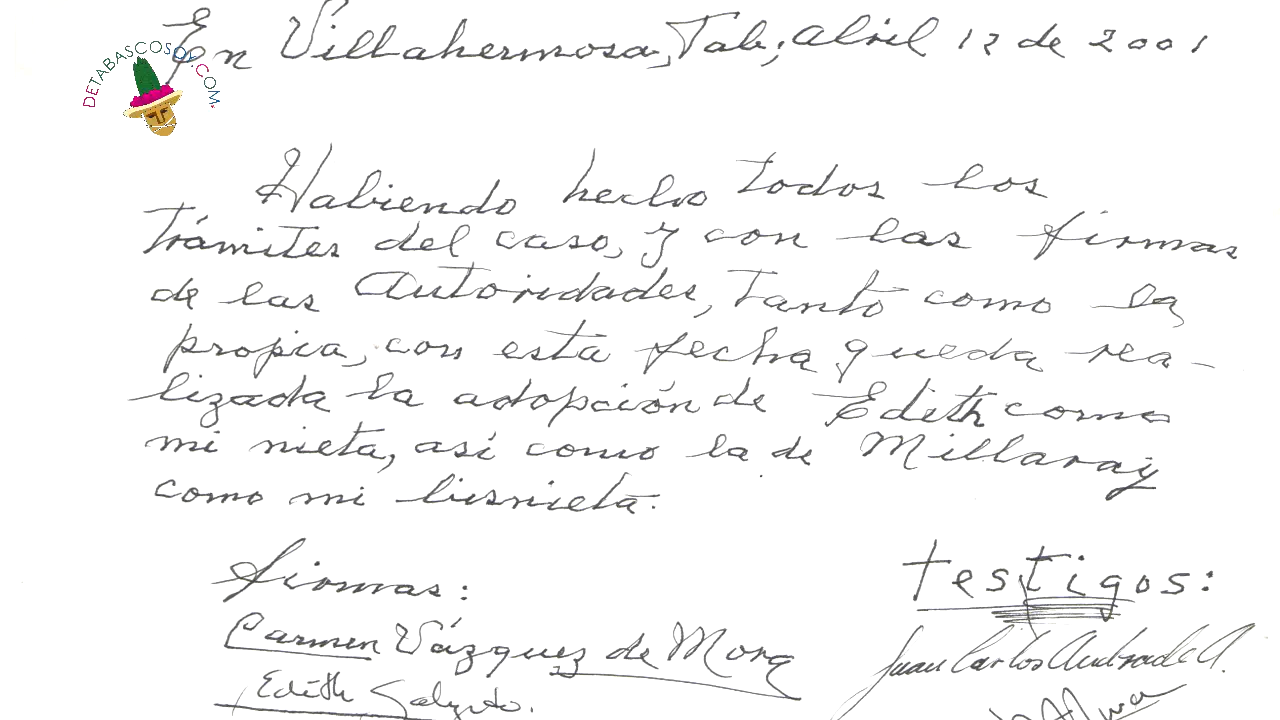 En Villahermosa, Tab; Abril 12 de 2001
DETABASCOSOY.COM
Habiendo hecho todos los
trámites del caso, y con las firmas
de las Autoridades, tanto como la
propia, con esta fecha queda rea-
lizada la adopción de Edith como
mi nieta, así como la de Millaray
como mi bisnieta.
firmas:
testigos:
Carmen Vázquez de Mora
Juan Carlos Andrade A.
Edith